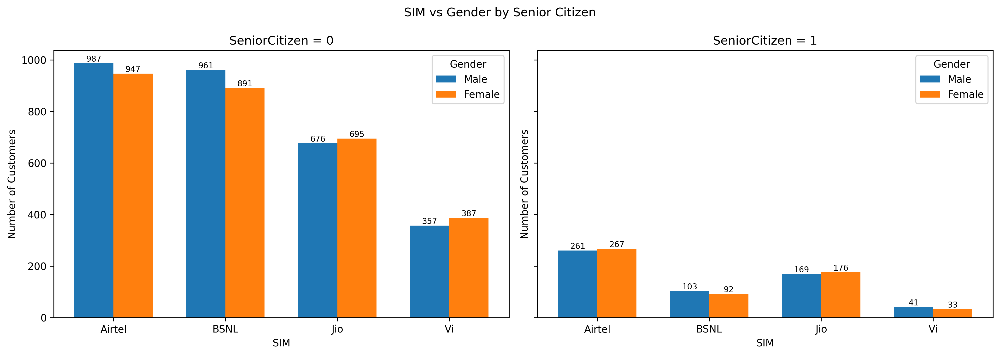 SIM vs Gender by Senior Citizen
SeniorCitizen = 0
Number of Customers
1000
800
600
400
200
0
987
947
961
891
676
695
357
387
Gender
Male
Female
Airtel
BSNL
Jio
Vi
SIM
SeniorCitizen = 1
Number of Customers
261
267
103
92
169
176
41
33
Gender
Male
Female
Airtel
BSNL
Jio
Vi
SIM